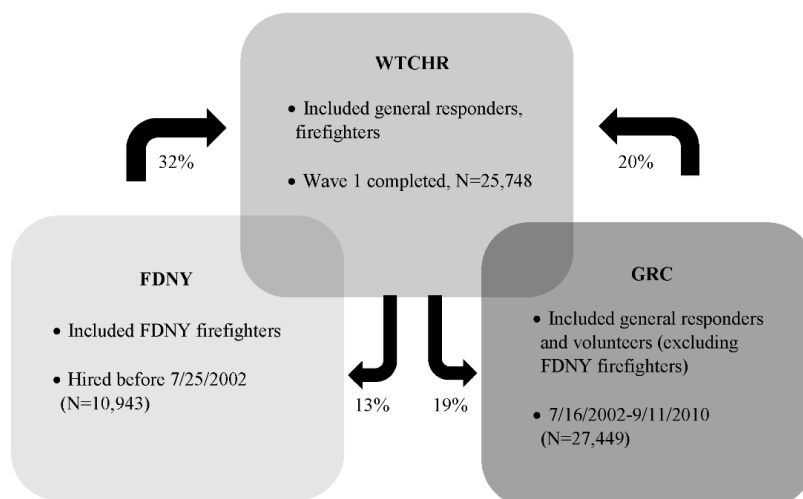 WTCHR
• Included general responders,
firefighters
• Wave 1 completed, N=25,748
32%
20%
FDNY
• Included FDNY firefighters
• Hired before 7/25/2002
(N=10,943)
13%
19%
GRC
• Included general responders
and volunteers (excluding
FDNY firefighters)
• 7/16/2002-9/11/2010
(N=27,449)